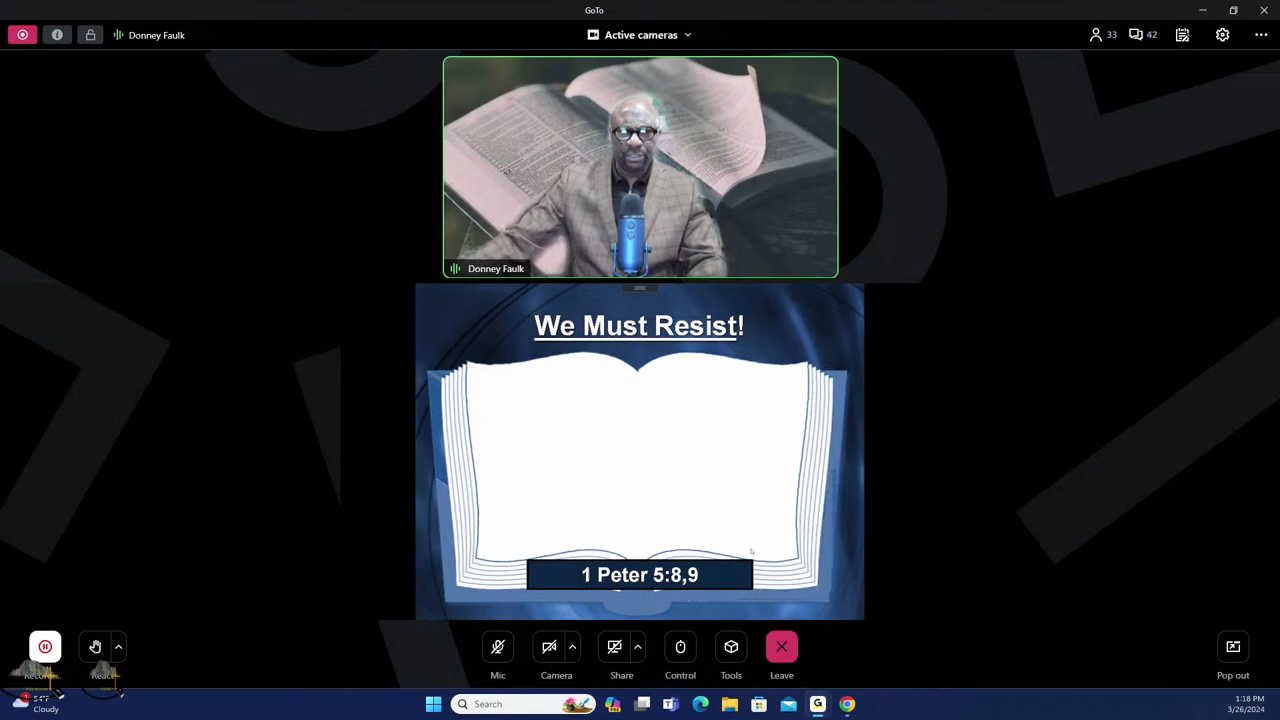 GoTo
Donney Faulk
Active cameras
33
42
Donney Faulk
We Must Resist!
1 Peter 5:8,9
React
Mic
Camera
Share
Control
Tools
Leave
Pop out
Cloudy
Search
1:18 PM
3/26/2024